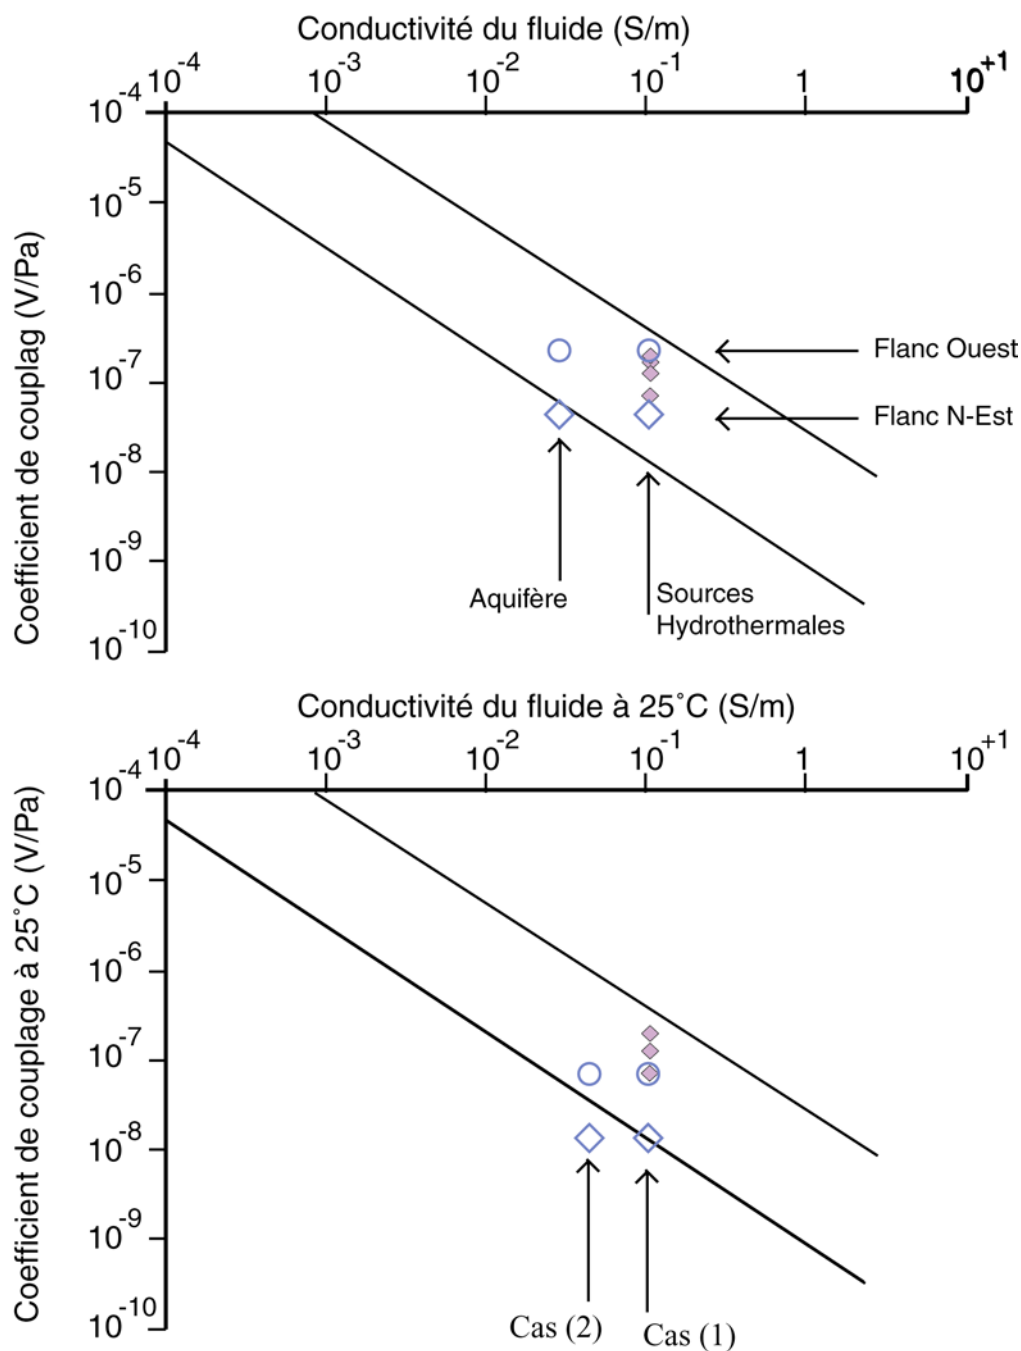 Conductivité du fluide (S/m)
10-4 10-3 10-2 10-1 1 10+1
10-4
10-5
10-6
10-7
10-8
10-9
10-10
Coefficient de couplag (V/Pa)
Flanc Ouest
Flanc N-Est
Aquifère
Sources
Hydrothermales
Conductivité du fluide à 25°C (S/m)
10-4 10-3 10-2 10-1 1 10+1
10-4
10-5
10-6
10-7
10-8
10-9
10-10
Coefficient de couplage à 25°C (V/Pa)
Cas (2)
Cas (1)